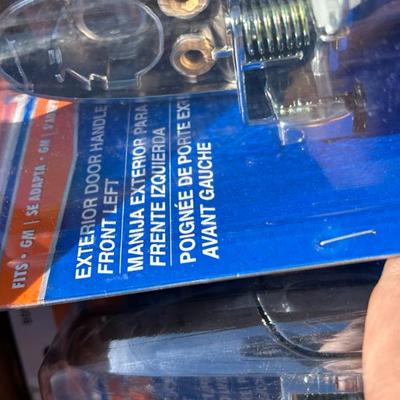 FITS • GM | SE ADAPTA • GM
EXTERIOR DOOR HANDLE
FRONT LEFT
MANIJA EXTERIOR PARA
FRENTE IZQUIERDA
POIGNÉE DE PORTE
AVANT GAUCHE